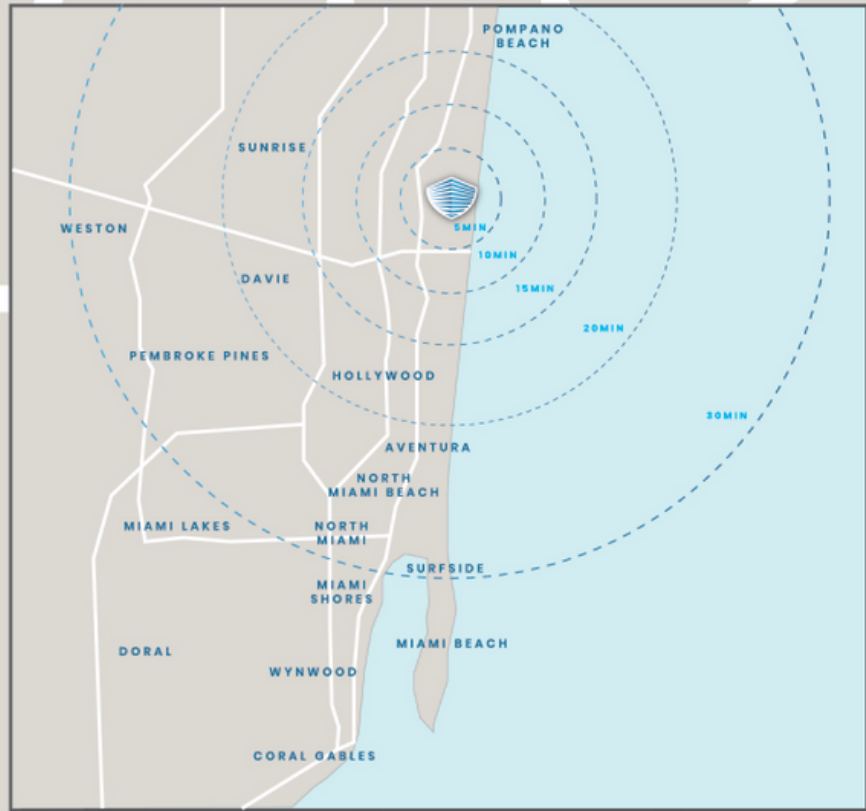 POMPANO
BEACH
SUNRISE
WESTON
5MIN
10MIN
DAVIE
15MIN
20MIN
PEMBROKE PINES
HOLLYWOOD
30MIN
AVENTURA
NORTH
MIAMI BEACH
MIAMI LAKES
NORTH
MIAMI
SURFSIDE
MIAMI
SHORES
MIAMI BEACH
DORAL
WYNWOOD
CORAL GABLES